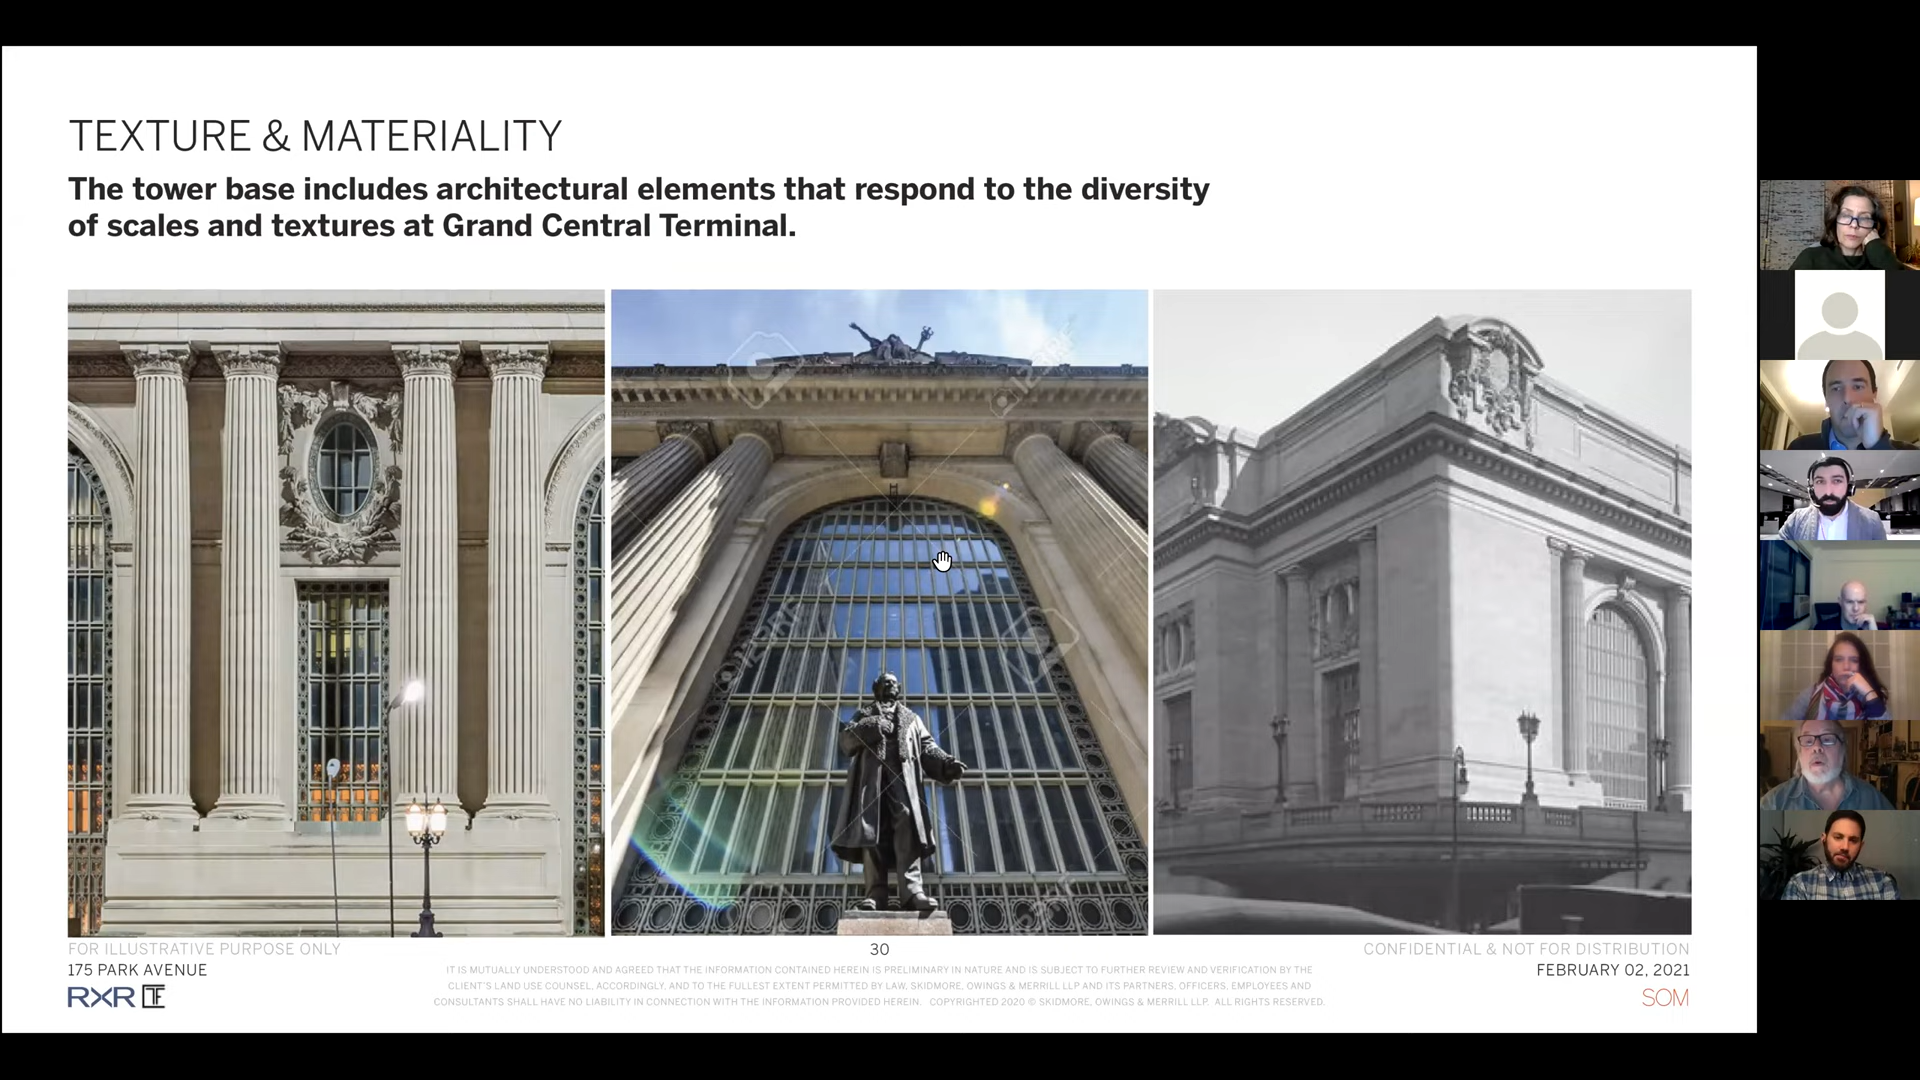 TEXTURE & MATERIALITY
The tower base includes architectural elements that respond to the diversity
of scales and textures at Grand Central Terminal.
123RF
FOR ILLUSTRATIVE PURPOSE ONLY
30
CONFIDENTIAL & NOT FOR DISTRIBUTION
175 PARK AVENUE
FEBRUARY 02, 2021
IT IS MUTUALLY UNDERSTOOD AND AGREED THAT THE INFORMATION CONTAINED HEREIN IS PRELIMINARY IN NATURE AND IS SUBJECT TO FURTHER REVIEW AND VERIFICATION BY THE
CLIENT'S LAND USE COUNSEL, ACCORDINGLY, AND TO THE FULLEST EXTENT PERMITTED BY LAW, SKIDMORE, OWINGS & MERRILL LLP AND ITS PARTNERS, OFFICERS, EMPLOYEES AND
CONSULTANTS SHALL HAVE NO LIABILITY IN CONNECTION WITH THE INFORMATION PROVIDED HEREIN. COPYRIGHTED 2020 © SKIDMORE, OWINGS & MERRILL LLP. ALL RIGHTS RESERVED.
RXR
SOM